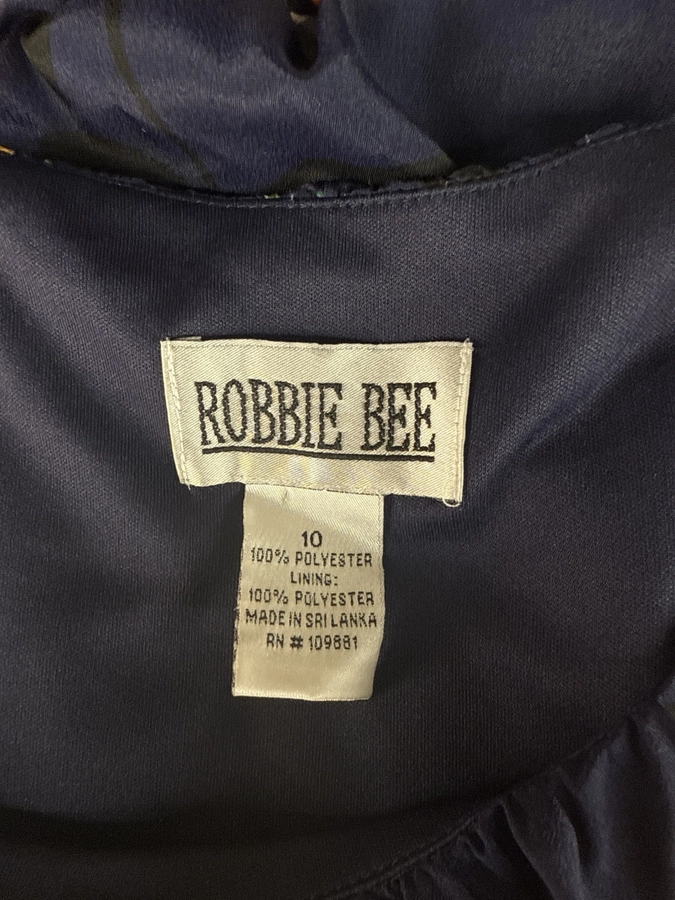 ROBBIE BEE
10
100% POLYESTER
LINING:
100% POLYESTER
MADE IN SRI LANKA
RN # 109881